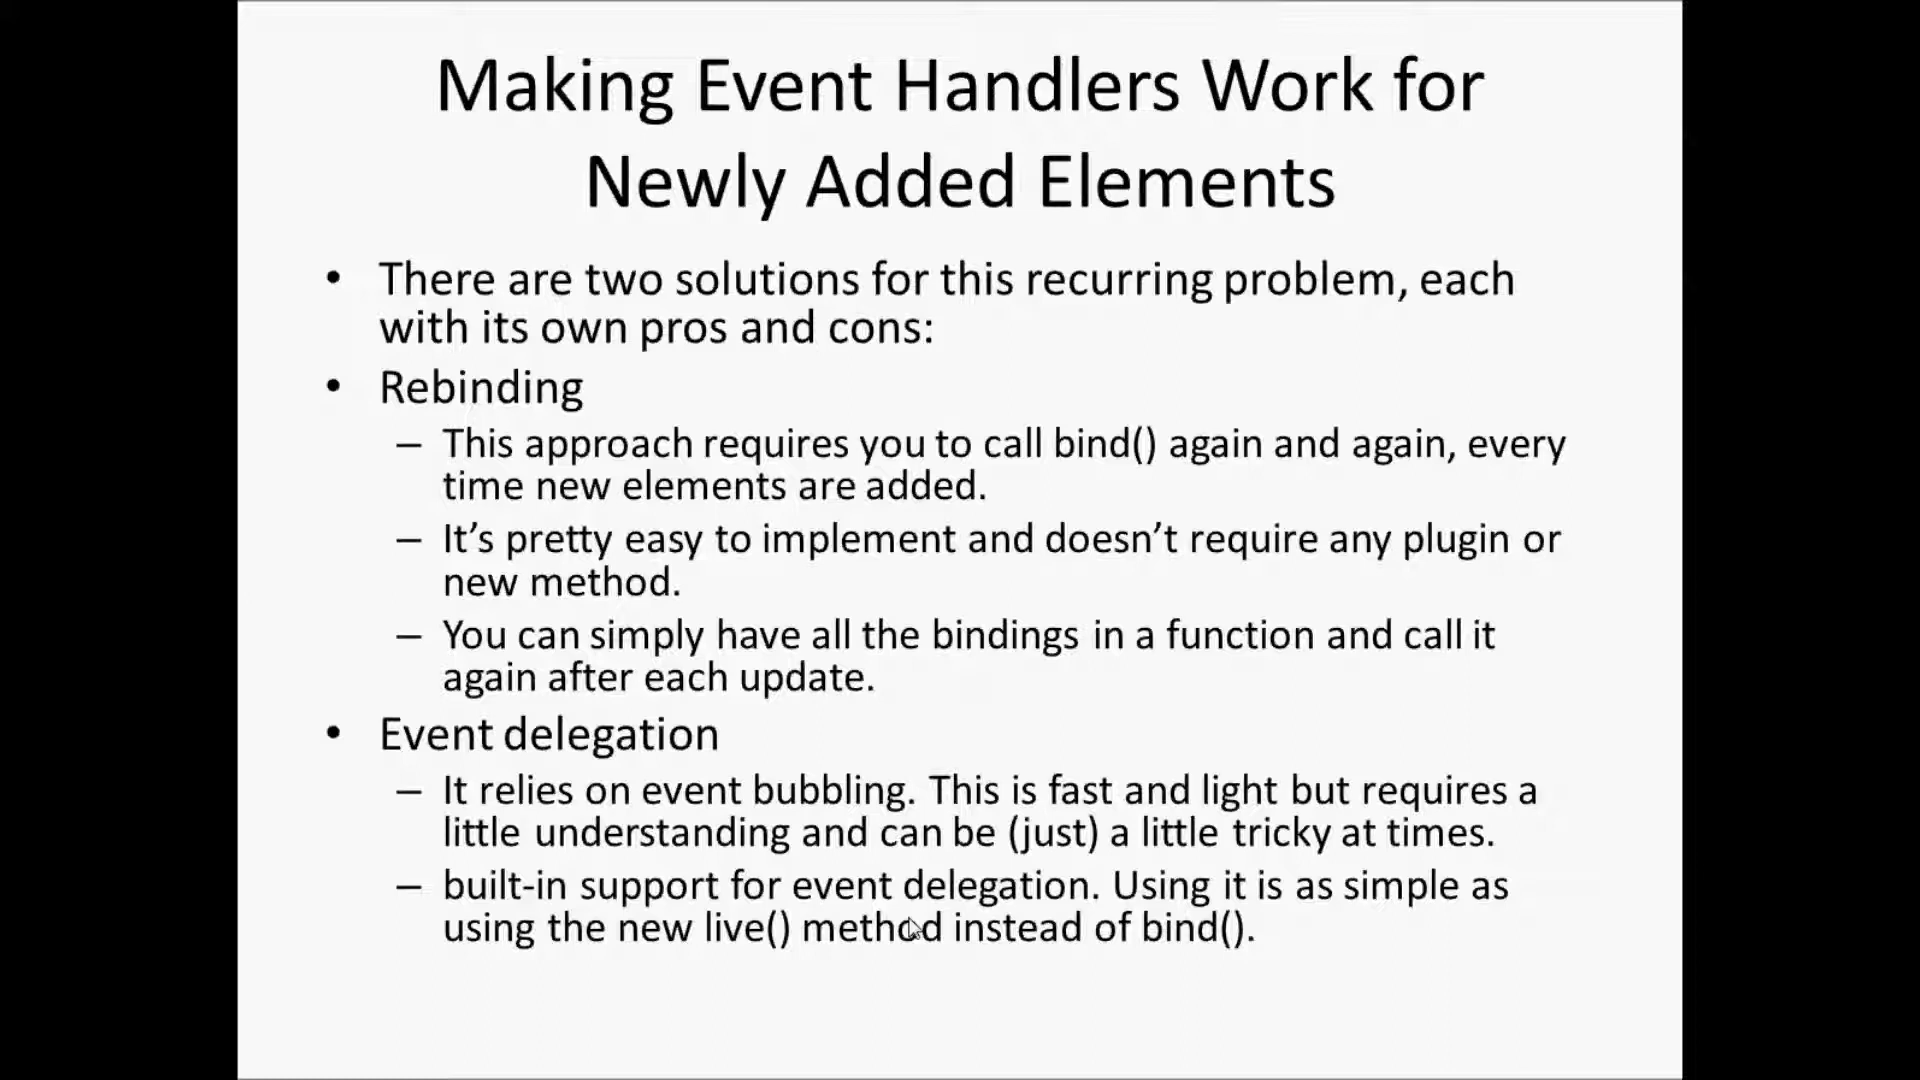 Making Event Handlers Work for
Newly Added Elements
• There are two solutions for this recurring problem, each
with its own pros and cons:
• Rebinding
– This approach requires you to call bind() again and again, every
time new elements are added.
– It’s pretty easy to implement and doesn’t require any plugin or
new method.
– You can simply have all the bindings in a function and call it
again after each update.
• Event delegation
– It relies on event bubbling. This is fast and light but requires a
little understanding and can be (just) a little tricky at times.
– built-in support for event delegation. Using it is as simple as
using the new live() method instead of bind().